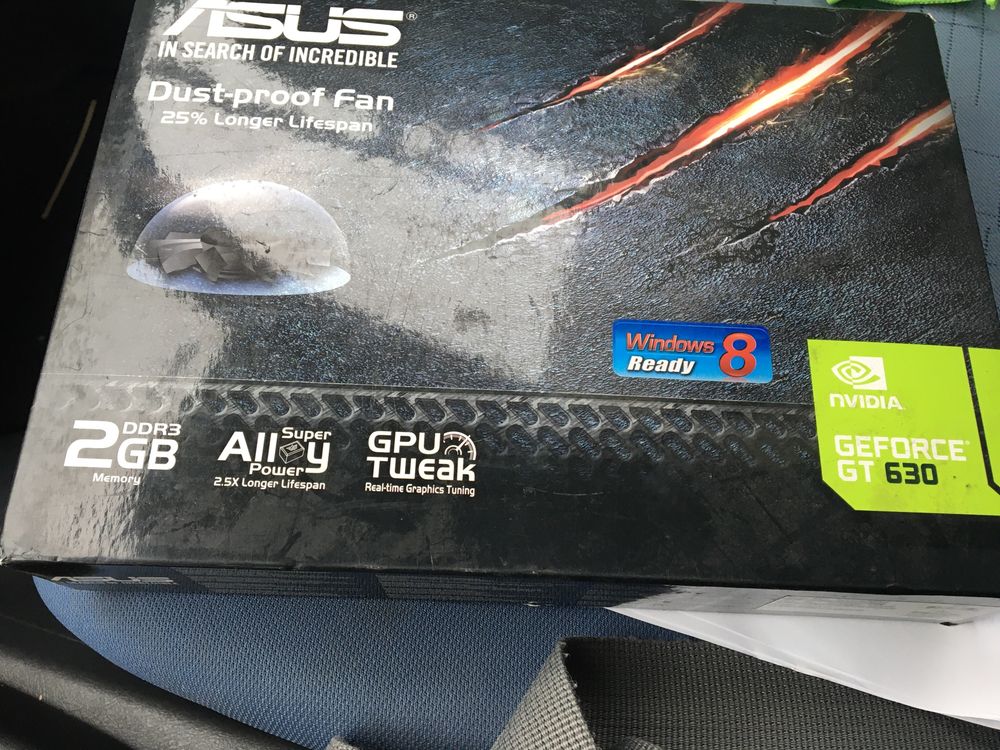 ASUS®
IN SEARCH OF INCREDIBLE
Dust-proof Fan
25% Longer Lifespan
Windows 8
Ready
NVIDIA
GEFORCE®
GT 630
2GB DDR3
Memory
Super
Alloy
Power
2.5X Longer Lifespan
GPU
TWEAK
Real-time Graphics Tuning
ASUS